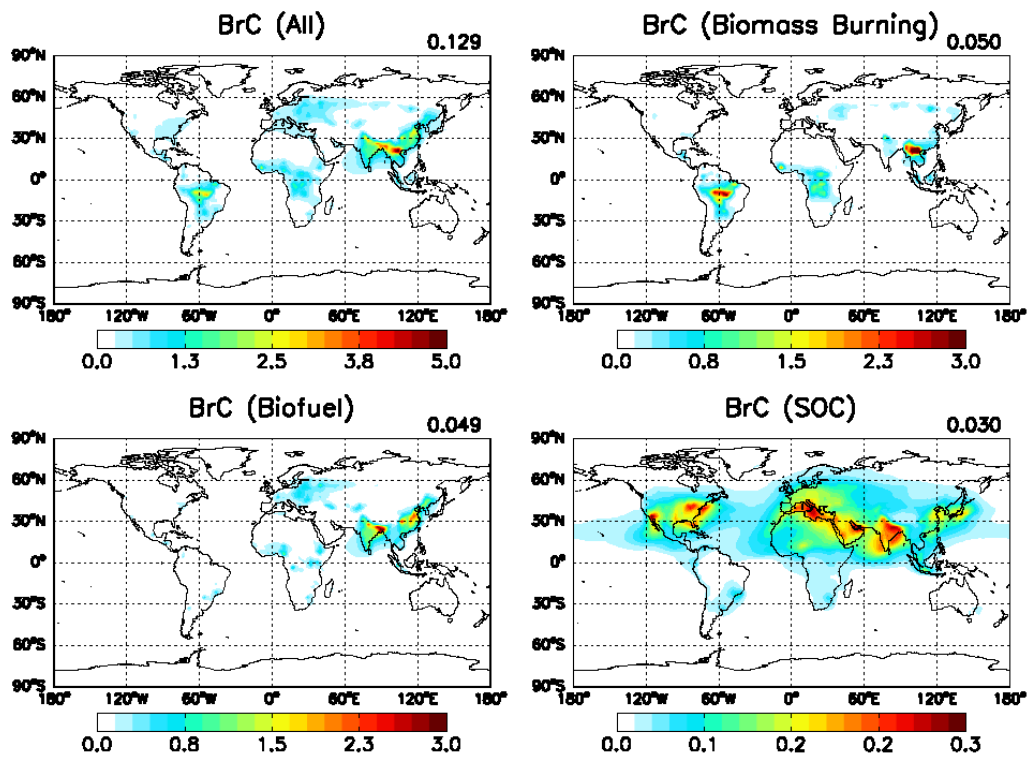 BrC (All)
0.129
90°N
60°N
30°N
0°
30°S
60°S
90°S
180° 120°W 60°W 0° 60°E 120°E 180°
0.0 1.3 2.5 3.8 5.0
BrC (Biomass Burning)
0.050
90°N
60°N
30°N
0°
30°S
60°S
90°S
180° 120°W 60°W 0° 60°E 120°E 180°
0.0 0.8 1.5 2.3 3.0
BrC (Biofuel)
0.049
90°N
60°N
30°N
0°
30°S
60°S
90°S
180° 120°W 60°W 0° 60°E 120°E 180°
0.0 0.8 1.5 2.3 3.0
BrC (SOC)
0.030
90°N
60°N
30°N
0°
30°S
60°S
90°S
180° 120°W 60°W 0° 60°E 120°E 180°
0.0 0.1 0.2 0.2 0.3